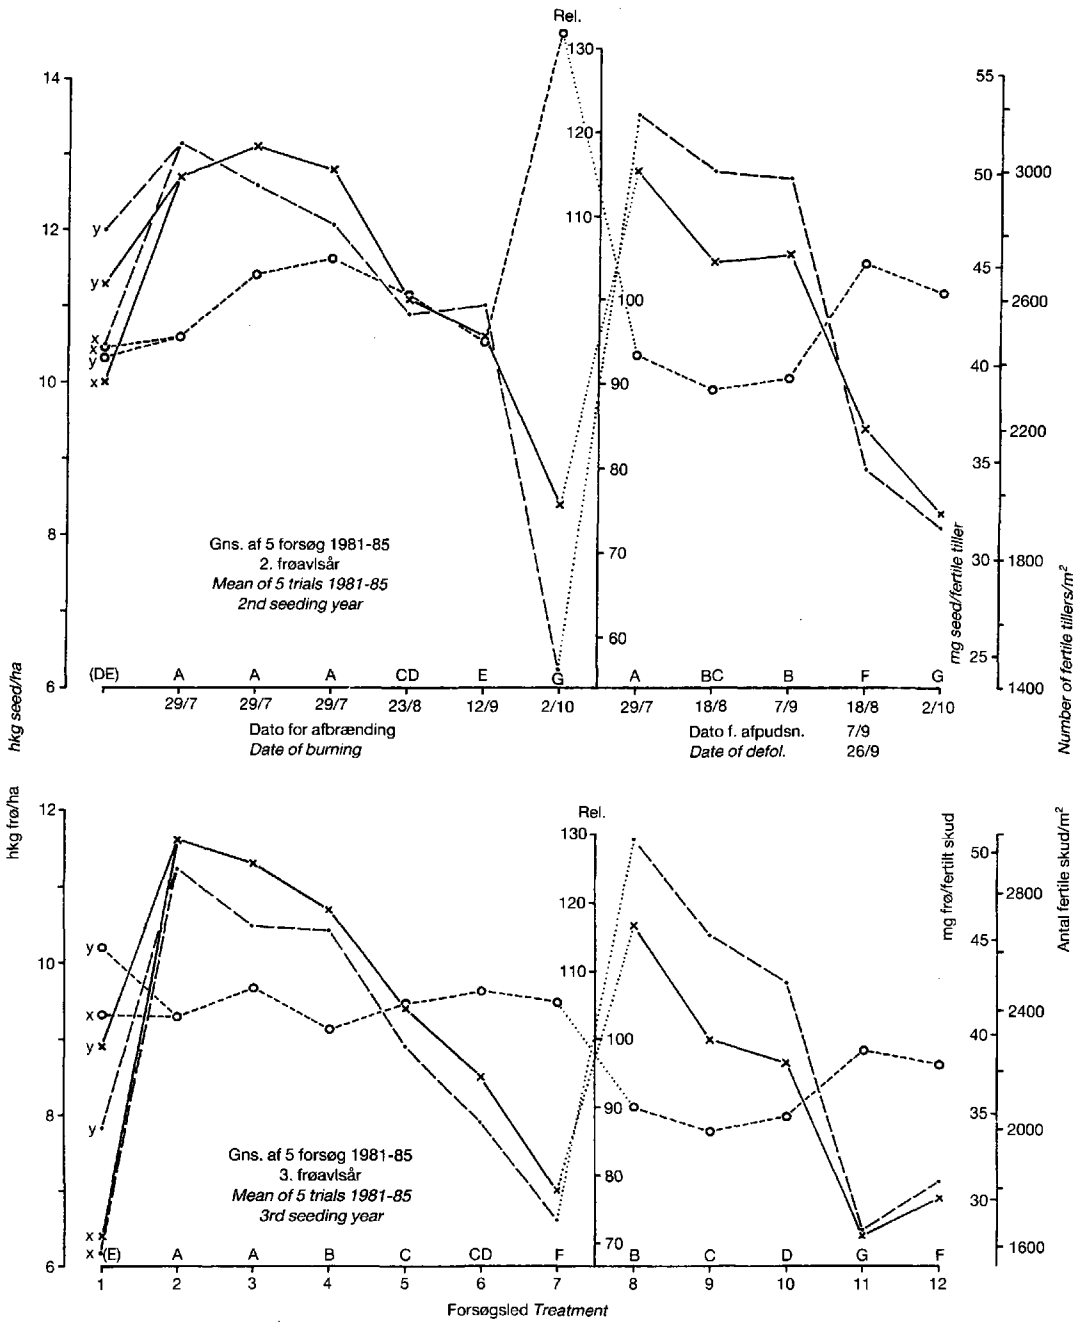 Rel.
130
120
110
100
90
80
70
60
14
12
10
8
6
hkg seed/ha
55
50
45
40
35
30
25
mg seed/fertile tiller
3000
2600
2200
1800
1400
Number of fertile tillers/m²
y
y
x
x
y
x
Gns. af 5 forsøg 1981-85
2. frøavlsår
Mean of 5 trials 1981-85
2nd seeding year
(DE) A A A CD E G A BC B F G
29/7 29/7 29/7 23/8 12/9 2/10 29/7 18/8 7/9 18/8 2/10
Dato for afbrænding Dato f. afpudsn. 7/9
Date of burning Date of defol. 26/9
hkg frø/ha
12
10
8
6
Rel.
130
120
110
100
90
80
70
mg frø/fertilt skud
50
45
40
35
30
Antal fertile skud/m²
2800
2400
2000
1600
y
x
y
y
x
x
Gns. af 5 forsøg 1981-85
3. frøavlsår
Mean of 5 trials 1981-85
3rd seeding year
(E) A A B C CD F B C D G F
1 2 3 4 5 6 7 8 9 10 11 12
Forsøgsled Treatment